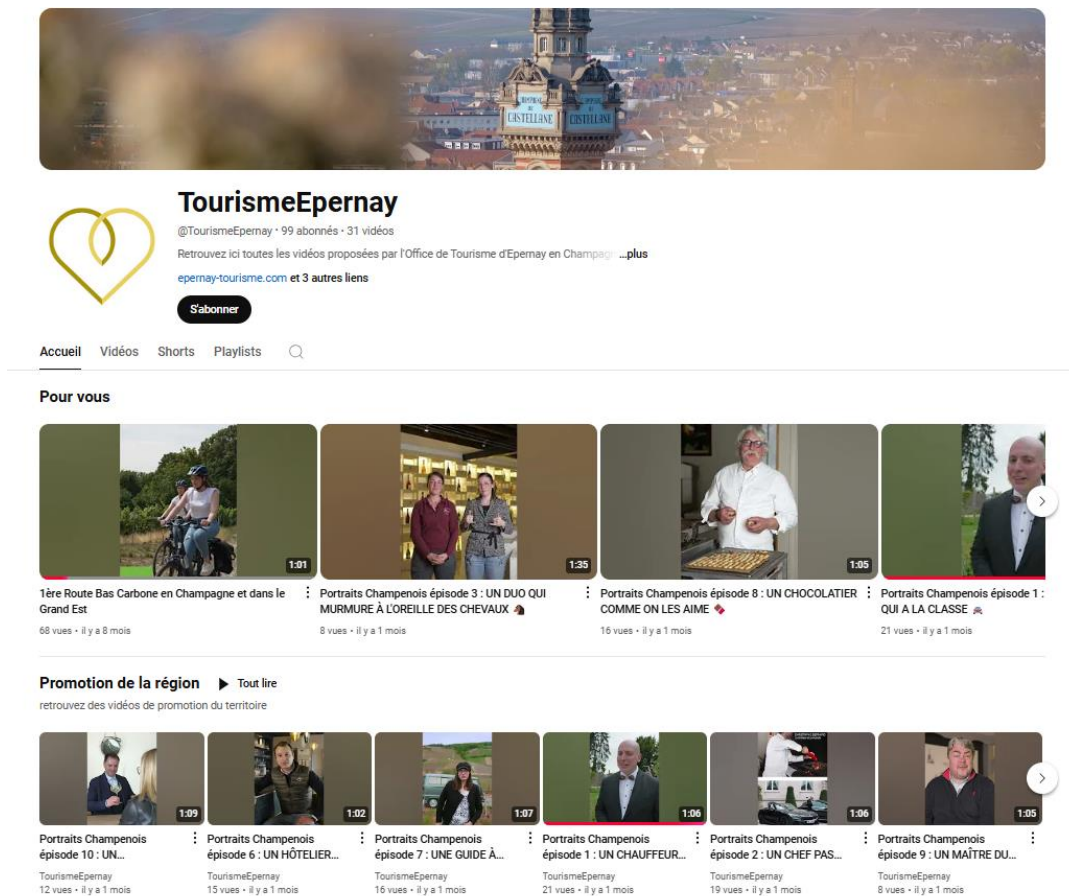 CHAMPAGNE
DE
CASTELLANE
CASTELLANE
TourismeEpernay
@TourismeEpernay • 99 abonnés • 31 vidéos
Retrouvez ici toutes les vidéos proposées par l'Office de Tourisme d'Epernay en Champagn ...plus
epernay-tourisme.com et 3 autres liens
S'abonner
Accueil Vidéos Shorts Playlists
Pour vous
1:01
1:35
1:05
1ère Route Bas Carbone en Champagne et dans le
Grand Est
68 vues • il y a 8 mois
Portraits Champenois épisode 3 : UN DUO QUI
MURMURE À L'OREILLE DES CHEVAUX 🐴
8 vues • il y a 1 mois
Portraits Champenois épisode 8 : UN CHOCOLATIER
COMME ON LES AIME 🍫
16 vues • il y a 1 mois
Portraits Champenois épisode 1 :
QUI A LA CLASSE 🚘
21 vues • il y a 1 mois
Promotion de la région Tout lire
retrouvez des vidéos de promotion du territoire
1:09
1:02
1:07
1:06
1:06
1:05
Portraits Champenois
épisode 10 : UN...
TourismeEpernay
12 vues • il y a 1 mois
Portraits Champenois
épisode 6 : UN HÔTELIER...
TourismeEpernay
15 vues • il y a 1 mois
Portraits Champenois
épisode 7 : UNE GUIDE À...
TourismeEpernay
16 vues • il y a 1 mois
Portraits Champenois
épisode 1 : UN CHAUFFEUR...
TourismeEpernay
21 vues • il y a 1 mois
Portraits Champenois
épisode 2 : UN CHEF PAS...
TourismeEpernay
19 vues • il y a 1 mois
Portraits Champenois
épisode 9 : UN MAÎTRE DU...
TourismeEpernay
8 vues • il y a 1 mois